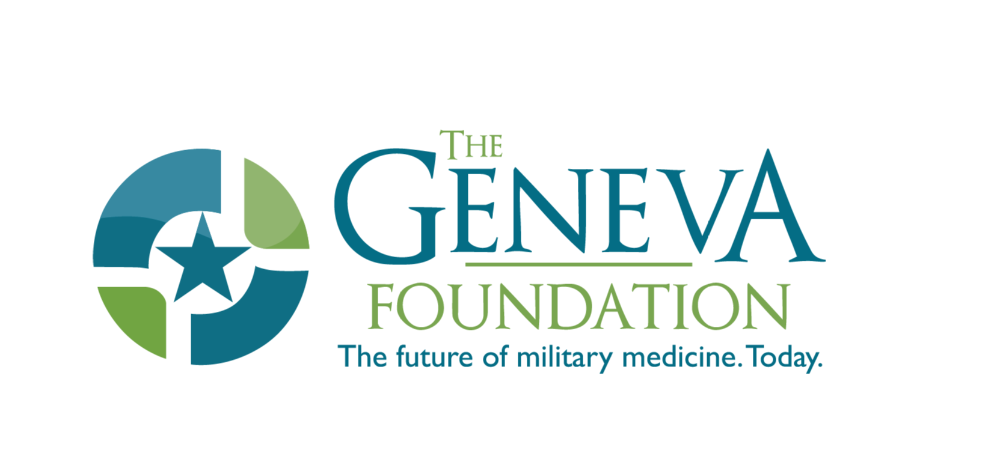 THE
GENEVA
FOUNDATION
The future of military medicine. Today.